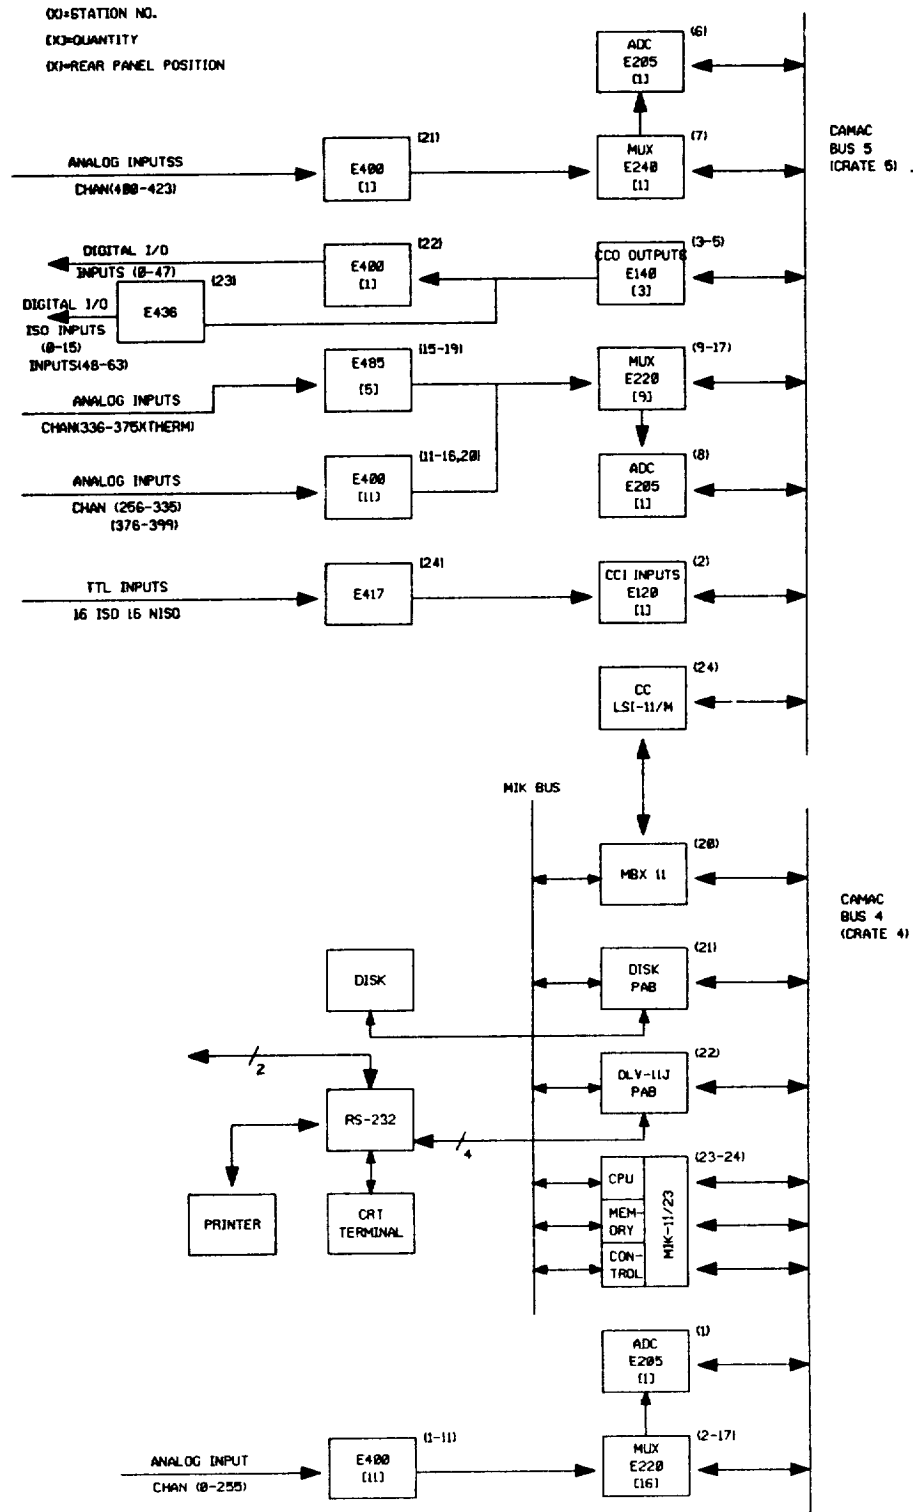 (X)=STATION NO.
[X]=QUANTITY
(X)=REAR PANEL POSITION
ADC
E205
[1]
(6)
CAMAC
BUS 5
(CRATE 5)
ANALOG INPUTSS
CHAN(400-423)
E400
[1]
(21)
MUX
E240
[1]
(7)
DIGITAL I/O
INPUTS (0-47)
E400
[1]
(22)
CCO OUTPUTS
E140
[3]
(3-5)
DIGITAL I/O
ISO INPUTS
(0-15)
INPUTS(48-63)
E436
(23)
ANALOG INPUTS
CHAN(336-375)(THERM)
E485
[5]
(15-19)
MUX
E220
[9]
(9-17)
ANALOG INPUTS
CHAN (256-335)
(376-399)
E400
[11]
(11-16,20)
ADC
E205
[1]
(8)
TTL INPUTS
16 ISO 16 NISO
E417
(24)
CCI INPUTS
E120
[1]
(2)
CC
LSI-11/M
(24)
MIK BUS
MBX 11
(20)
CAMAC
BUS 4
(CRATE 4)
DISK
DISK
PAB
(21)
2
RS-232
4
DLV-11J
PAB
(22)
PRINTER
CRT
TERMINAL
CPU
MEM-
ORY
CON-
TROL
MIK-11/23
(23-24)
ADC
E205
[1]
(1)
ANALOG INPUT
CHAN (0-255)
E400
[11]
(1-11)
MUX
E220
[16]
(2-17)